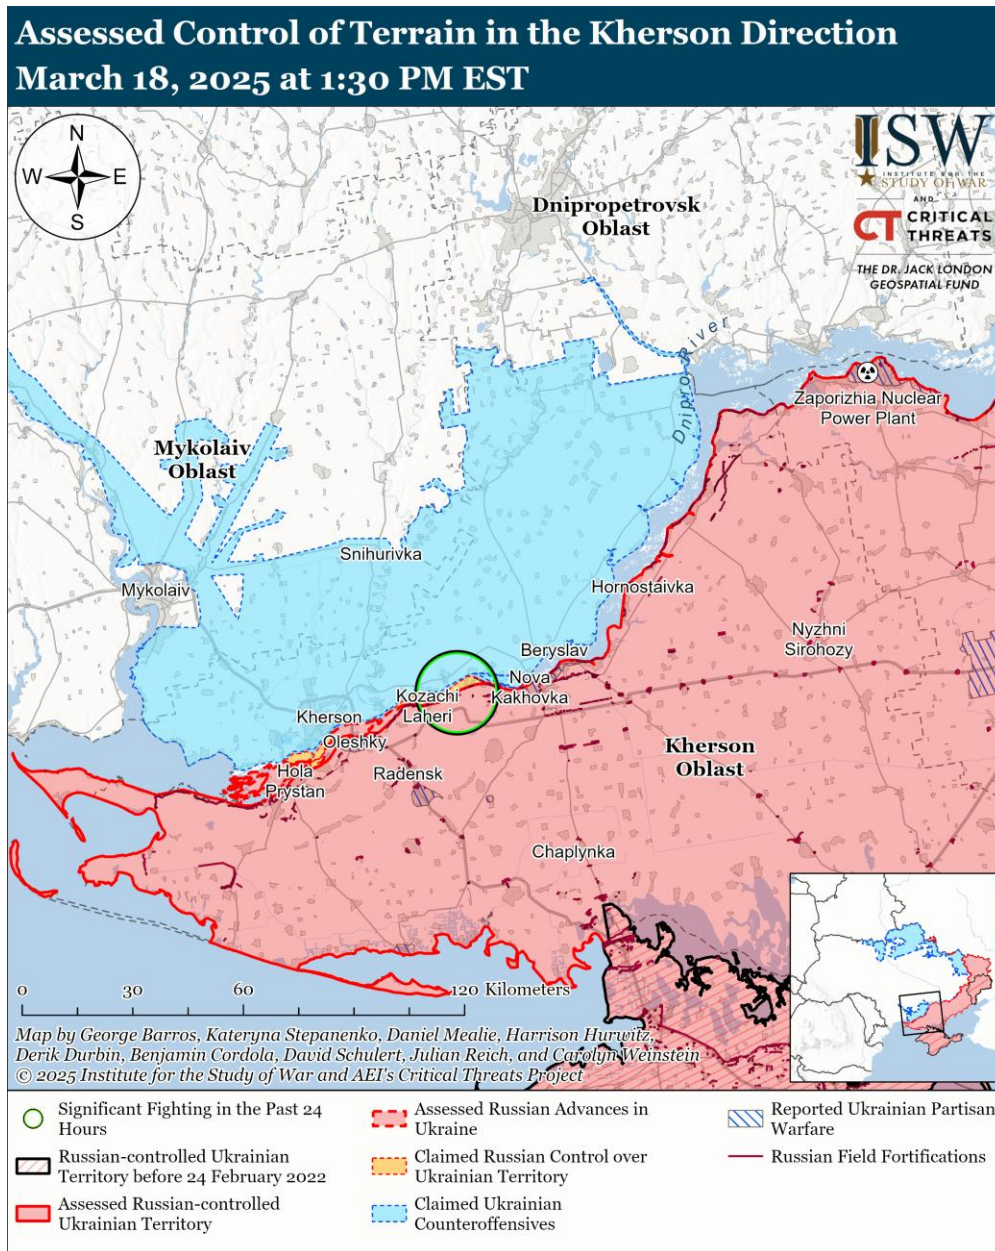 Assessed Control of Terrain in the Kherson Direction
March 18, 2025 at 1:30 PM EST
N
W
E
S
ISW
INSTITUTE FOR THE
STUDY OF WAR
AND
CT CRITICAL
THREATS
THE DR. JACK LONDON
GEOSPATIAL FUND
Dnipropetrovsk
Oblast
Dnipro River
Zaporizhia Nuclear
Power Plant
Mykolaiv
Oblast
Snihurivka
Mykolaiv
Hornostaivka
Nyzhni
Sirohozy
Beryslav
Nova
Kakhovka
Kozachi
Laheri
Kherson
Oleshky
Kherson
Oblast
Hola
Prystan
Radensk
Chaplynka
0 30 60 120 Kilometers
Map by George Barros, Kateryna Stepanenko, Daniel Mealie, Harrison Hurwitz,
Derik Durbin, Benjamin Cordola, David Schulert, Julian Reich, and Carolyn Weinstein
© 2025 Institute for the Study of War and AEI's Critical Threats Project
Significant Fighting in the Past 24
Hours
Russian-controlled Ukrainian
Territory before 24 February 2022
Assessed Russian-controlled
Ukrainian Territory
Assessed Russian Advances in
Ukraine
Claimed Russian Control over
Ukrainian Territory
Claimed Ukrainian
Counteroffensives
Reported Ukrainian Partisan
Warfare
Russian Field Fortifications